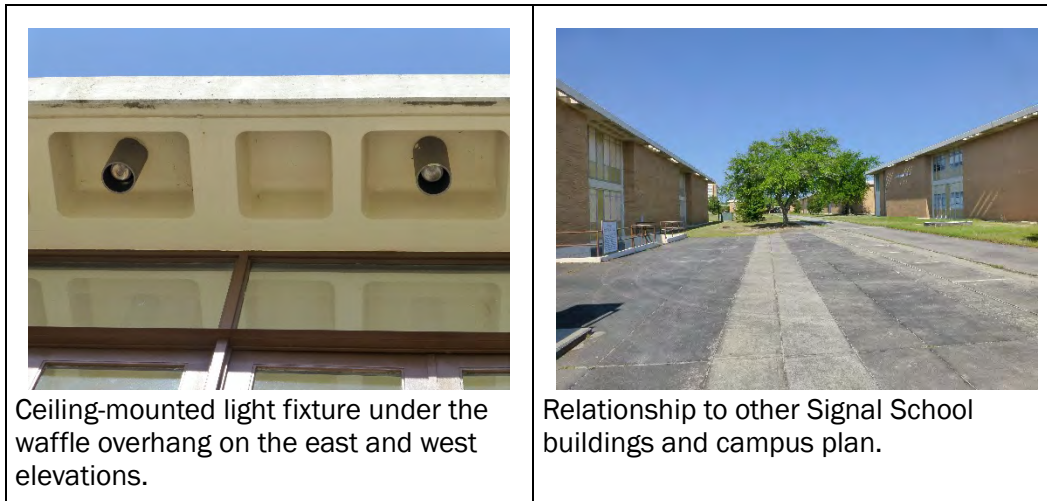 Ceiling-mounted light fixture under the
waffle overhang on the east and west
elevations.
Relationship to other Signal School
buildings and campus plan.